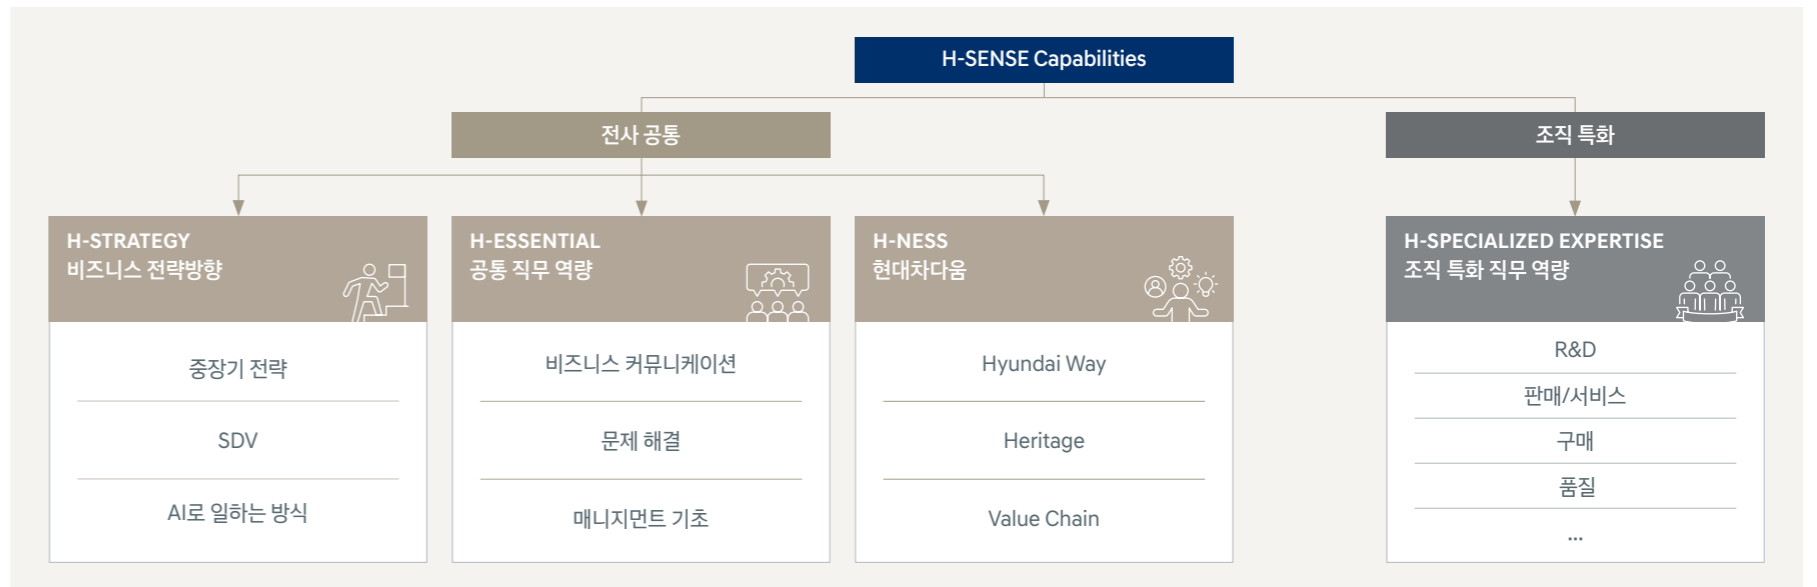 H-SENSE Capabilities
전사 공통
조직 특화
H-STRATEGY
비즈니스 전략방향
중장기 전략
SDV
AI로 일하는 방식
H-ESSENTIAL
공통 직무 역량
비즈니스 커뮤니케이션
문제 해결
매니지먼트 기초
H-NESS
현대차다움
Hyundai Way
Heritage
Value Chain
H-SPECIALIZED EXPERTISE
조직 특화 직무 역량
R&D
판매/서비스
구매
품질
...